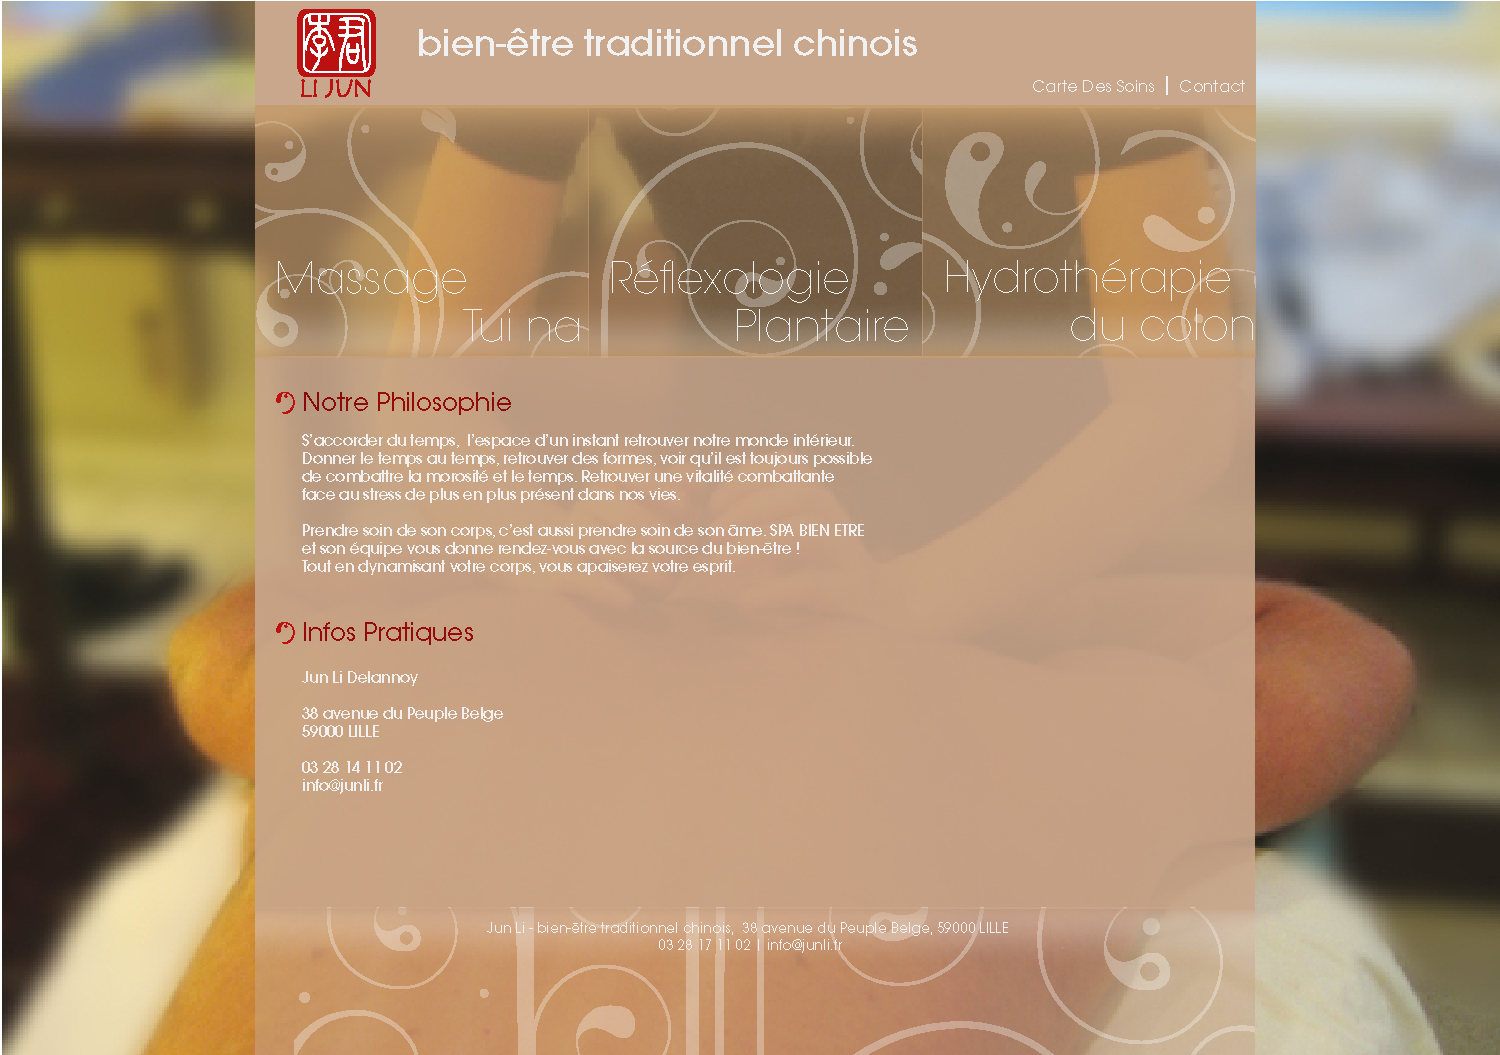 李君
LI JUN
bien-être traditionnel chinois
Carte Des Soins | Contact
Massage
Tui na
Réflexologie
Plantaire
Hydrothérapie
du colon
Notre Philosophie
S'accorder du temps, l'espace d'un instant retrouver notre monde intérieur.
Donner le temps au temps, retrouver des formes, voir qu'il est toujours possible
de combattre la morosité et le temps. Retrouver une vitalité combattante
face au stress de plus en plus présent dans nos vies.
Prendre soin de son corps, c'est aussi prendre soin de son âme. SPA BIEN ETRE
et son équipe vous donne rendez-vous avec la source du bien-être !
Tout en dynamisant votre corps, vous apaiserez votre esprit.
Infos Pratiques
Jun Li Delannoy
38 avenue du Peuple Belge
59000 LILLE
03 28 14 11 02
info@junli.fr
Jun Li - bien-être traditionnel chinois, 38 avenue du Peuple Belge, 59000 LILLE
03 28 17 11 02 | info@junli.fr